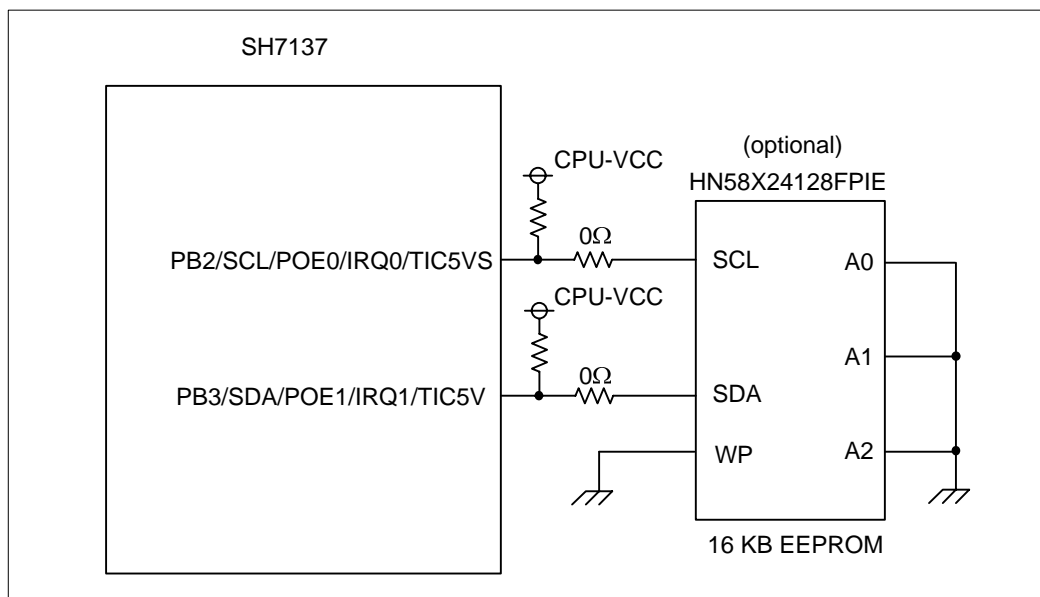 SH7137
(optional)
CPU-VCC
HN58X24128FPIE
0Ω
PB2/SCL/POE0/IRQ0/TIC5VS
SCL
A0
CPU-VCC
A1
0Ω
PB3/SDA/POE1/IRQ1/TIC5V
SDA
WP
A2
16 KB EEPROM